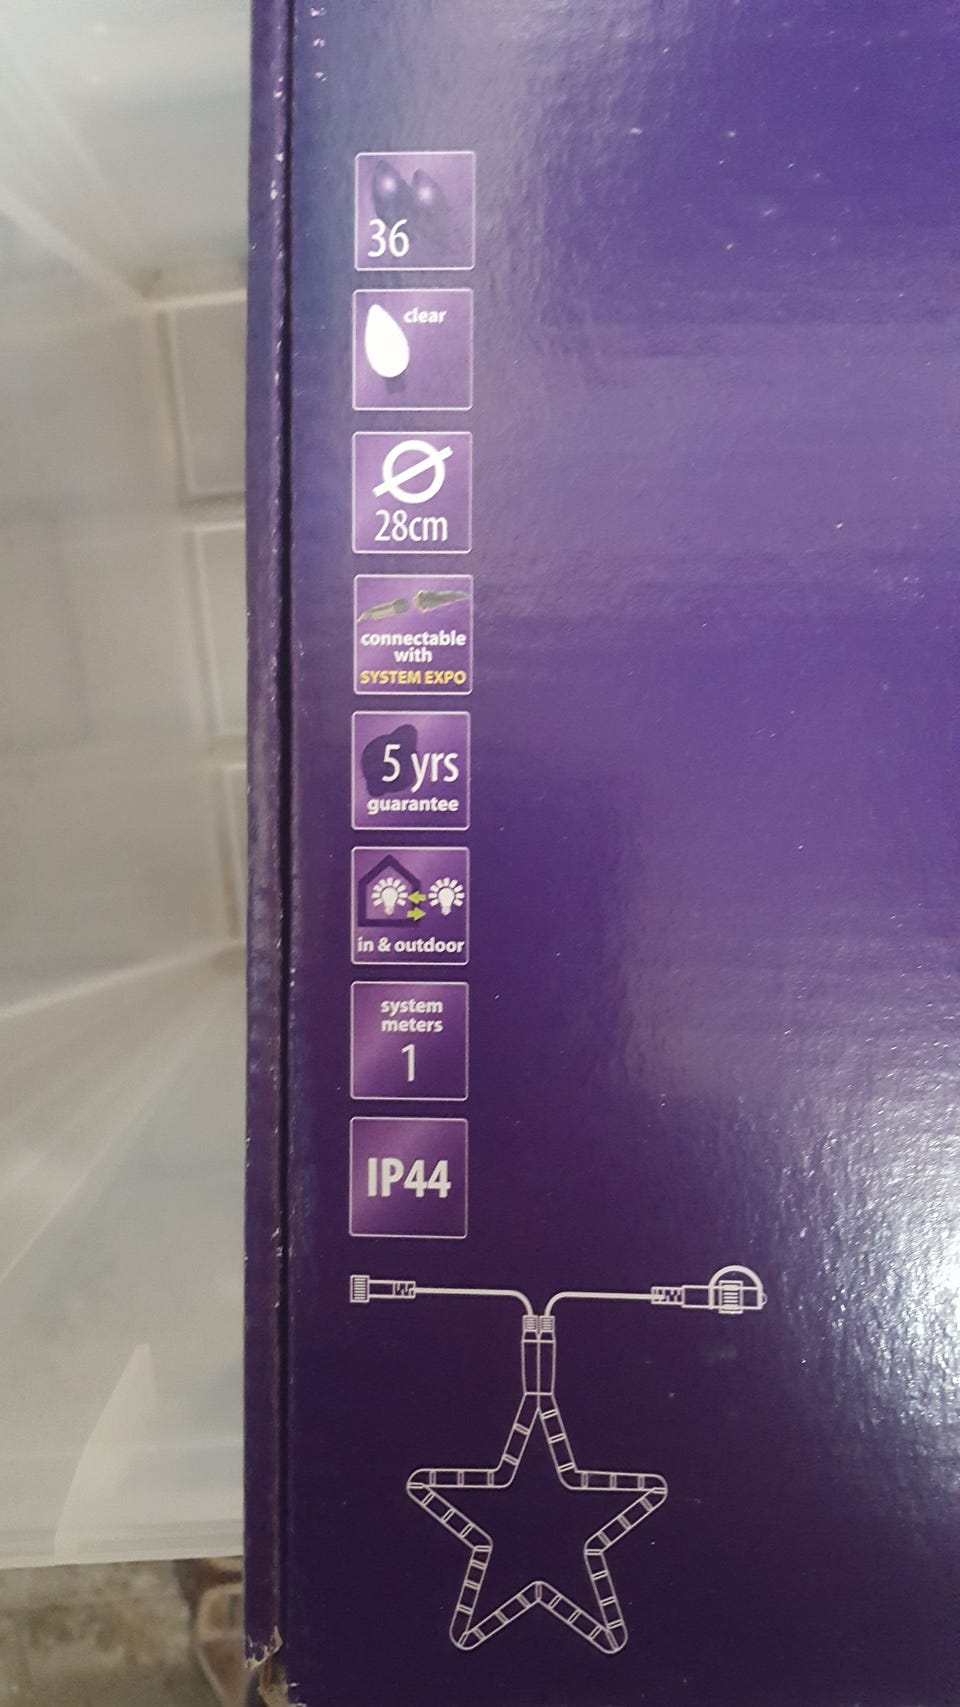 36
clear
28cm
connectable
with
SYSTEM EXPO
5 yrs
guarantee
in & outdoor
system
meters
1
IP44